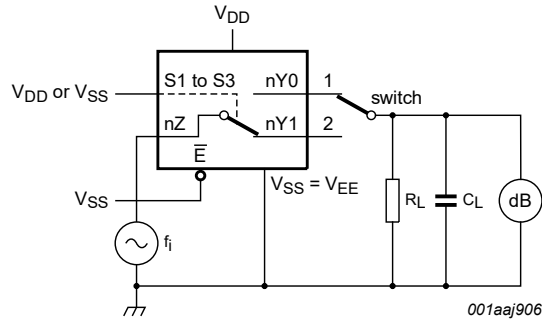 VDD
S1 to S3
nY0
1
switch
VDD or VSS
nZ
nY1
2
E̅
VSS = VEE
VSS
RL
CL
dB
fi
001aaj906